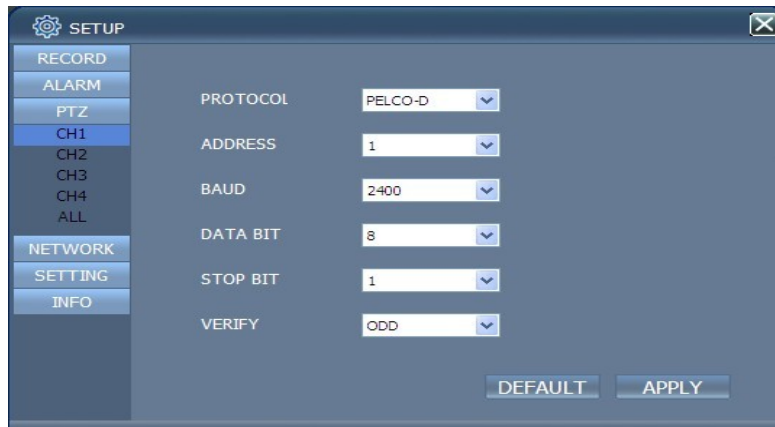 SETUP
RECORD
ALARM
PTZ
CH1
CH2
CH3
CH4
ALL
NETWORK
SETTING
INFO
PROTOCOL PELCO-D
ADDRESS 1
BAUD 2400
DATA BIT 8
STOP BIT 1
VERIFY ODD
DEFAULT APPLY